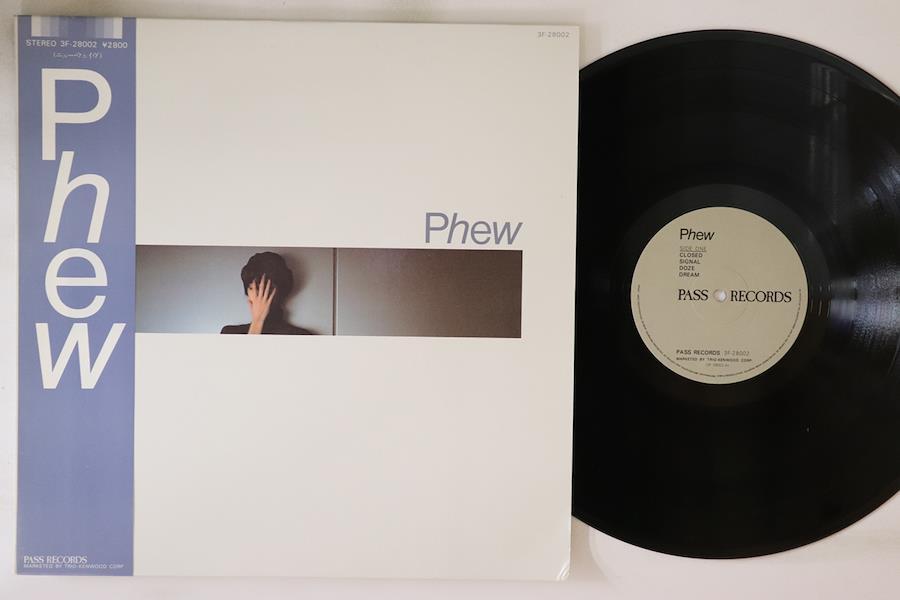 STEREO 3F-28002 ¥2800
(ニュー・ウェイヴ)
Phew
PASS RECORDS
MARKETED BY TRIO-KENWOOD CORP
3F-28002
Phew
Phew
SIDE ONE
CLOSED
SIGNAL
DOZE
DREAM
PASS RECORDS
PASS RECORDS 3F-28002
MARKETED BY TRIO-KENWOOD CORP.